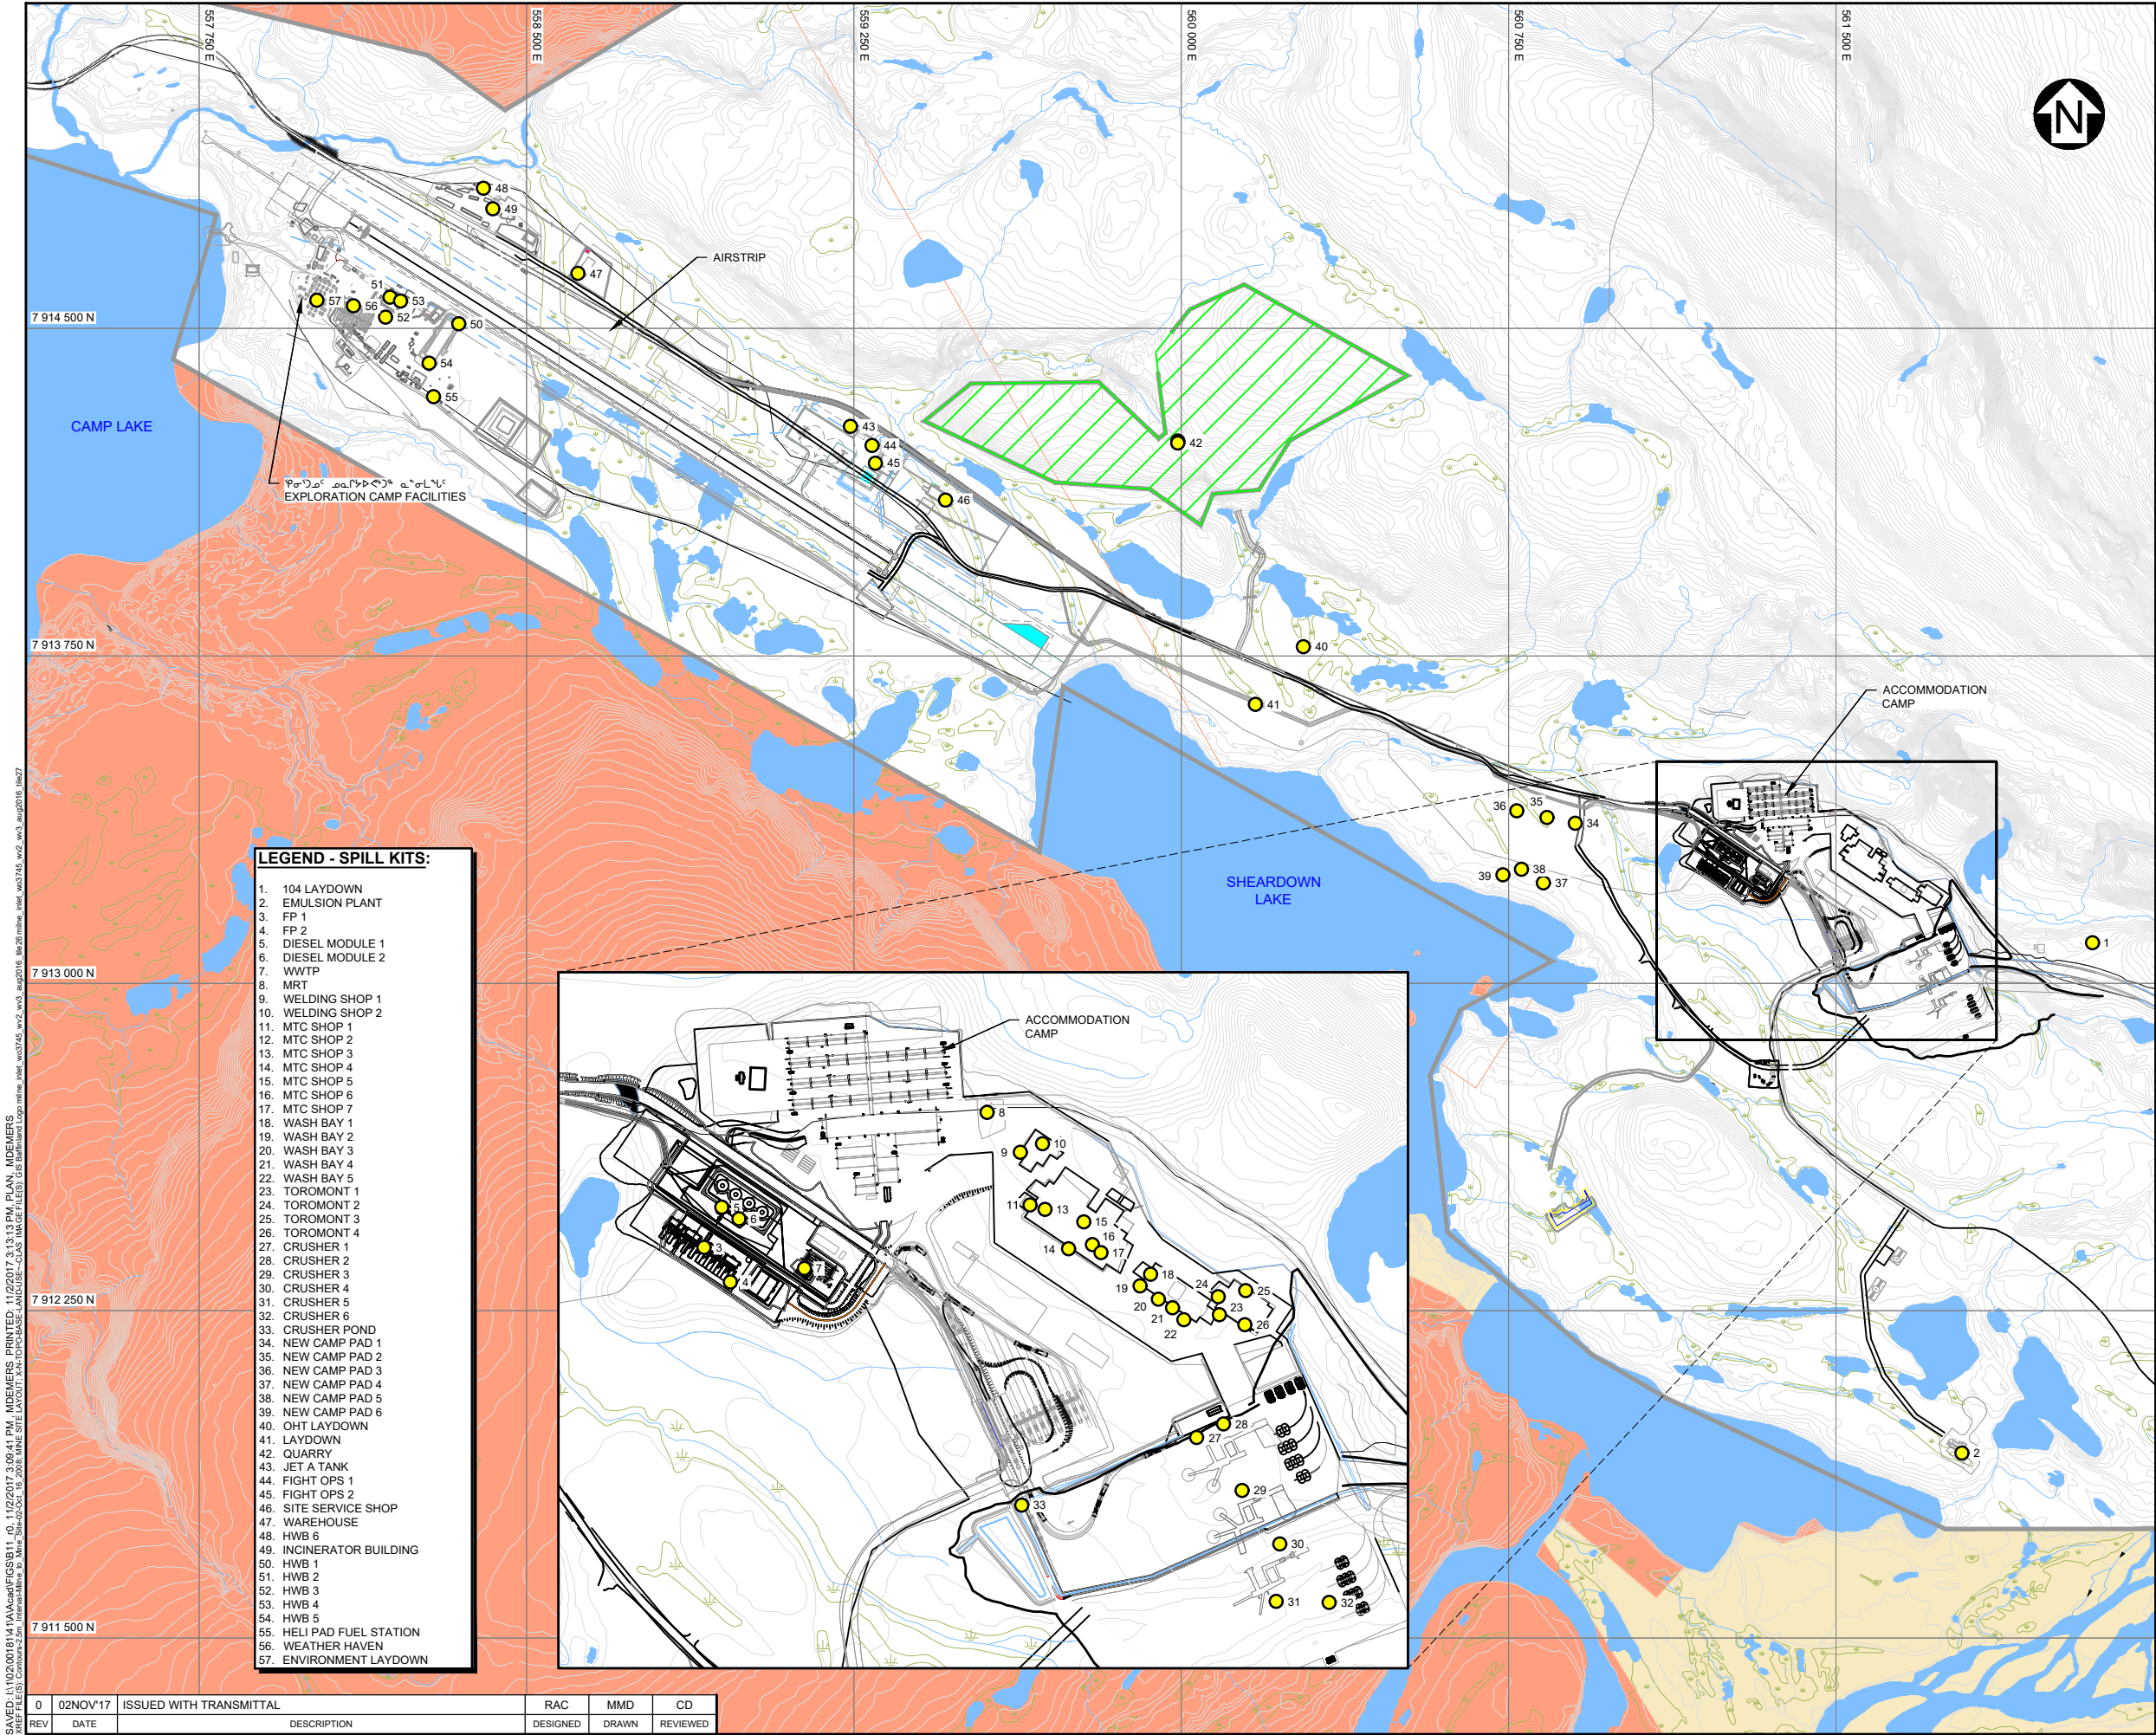 557 750 E
558 500 E
559 250 E
560 000 E
560 750 E
561 500 E
N
48
49
AIRSTRIP
47
51
57
56
53
52
50
7 914 500 N
54
55
CAMP LAKE
43
44
45
42
EXPLORATION CAMP FACILITIES
46
7 913 750 N
40
41
ACCOMMODATION
CAMP
36
35
34
39
38
37
SHEARDOWN
LAKE
1
7 913 000 N
2
7 912 250 N
7 911 500 N
LEGEND - SPILL KITS:
1. 104 LAYDOWN
2. EMULSION PLANT
3. FP 1
4. FP 2
5. DIESEL MODULE 1
6. DIESEL MODULE 2
7. WWTP
8. MRT
9. WELDING SHOP 1
10. WELDING SHOP 2
11. MTC SHOP 1
12. MTC SHOP 2
13. MTC SHOP 3
14. MTC SHOP 4
15. MTC SHOP 5
16. MTC SHOP 6
17. MTC SHOP 7
18. WASH BAY 1
19. WASH BAY 2
20. WASH BAY 3
21. WASH BAY 4
22. WASH BAY 5
23. TOROMONT 1
24. TOROMONT 2
25. TOROMONT 3
26. TOROMONT 4
27. CRUSHER 1
28. CRUSHER 2
29. CRUSHER 3
30. CRUSHER 4
31. CRUSHER 5
32. CRUSHER 6
33. CRUSHER POND
34. NEW CAMP PAD 1
35. NEW CAMP PAD 2
36. NEW CAMP PAD 3
37. NEW CAMP PAD 4
38. NEW CAMP PAD 5
39. NEW CAMP PAD 6
40. OHT LAYDOWN
41. LAYDOWN
42. QUARRY
43. JET A TANK
44. FIGHT OPS 1
45. FIGHT OPS 2
46. SITE SERVICE SHOP
47. WAREHOUSE
48. HWB 6
49. INCINERATOR BUILDING
50. HWB 1
51. HWB 2
52. HWB 3
53. HWB 4
54. HWB 5
55. HELI PAD FUEL STATION
56. WEATHER HAVEN
57. ENVIRONMENT LAYDOWN
ACCOMMODATION
CAMP
8
9
10
11
13
15
14
16
17
5
6
3
4
7
18
19
20
21
22
24
25
23
26
28
27
29
33
30
31
32
0 02NOV'17 ISSUED WITH TRANSMITTAL RAC MMD CD
REV DATE DESCRIPTION DESIGNED DRAWN REVIEWED